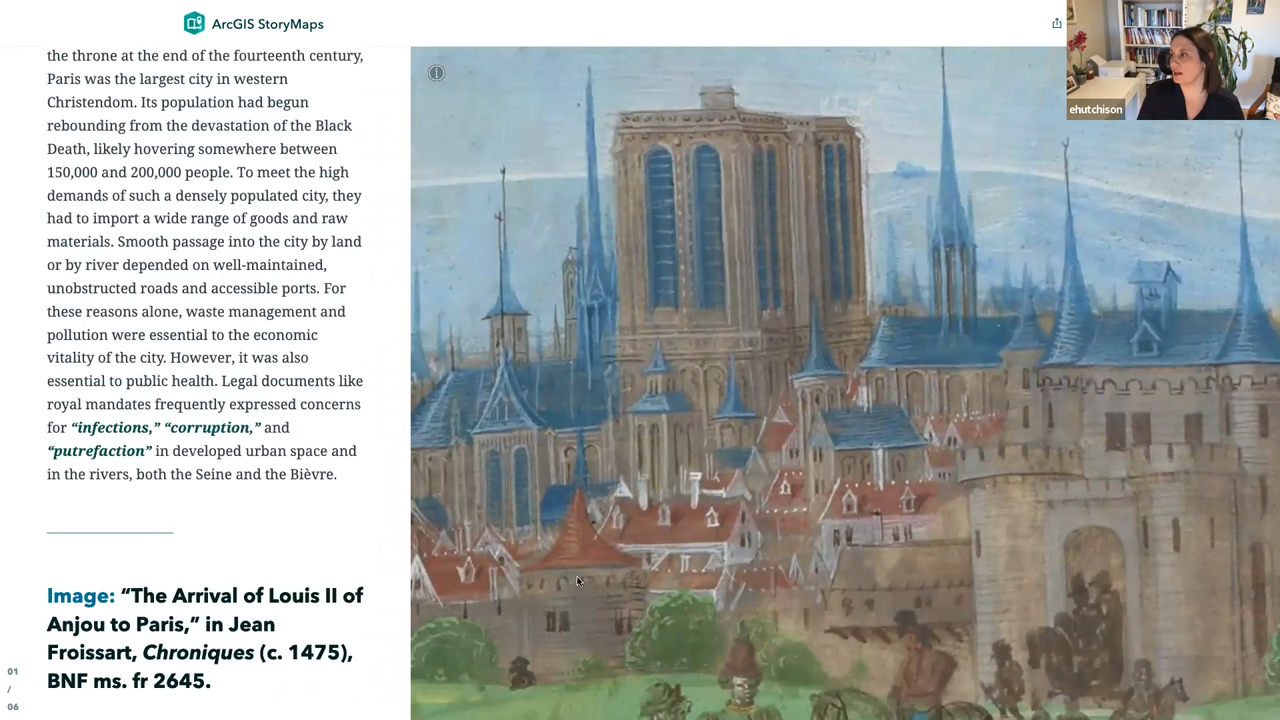 ArcGIS StoryMaps
ehutchison
the throne at the end of the fourteenth century,
Paris was the largest city in western
Christendom. Its population had begun
rebounding from the devastation of the Black
Death, likely hovering somewhere between
150,000 and 200,000 people. To meet the high
demands of such a densely populated city, they
had to import a wide range of goods and raw
materials. Smooth passage into the city by land
or by river depended on well-maintained,
unobstructed roads and accessible ports. For
these reasons alone, waste management and
pollution were essential to the economic
vitality of the city. However, it was also
essential to public health. Legal documents like
royal mandates frequently expressed concerns
for “infections,” “corruption,” and
“putrefaction” in developed urban space and
in the rivers, both the Seine and the Bièvre.
Image: “The Arrival of Louis II of
Anjou to Paris,” in Jean
Froissart, Chroniques (c. 1475),
BNF ms. fr 2645.
01
/
06